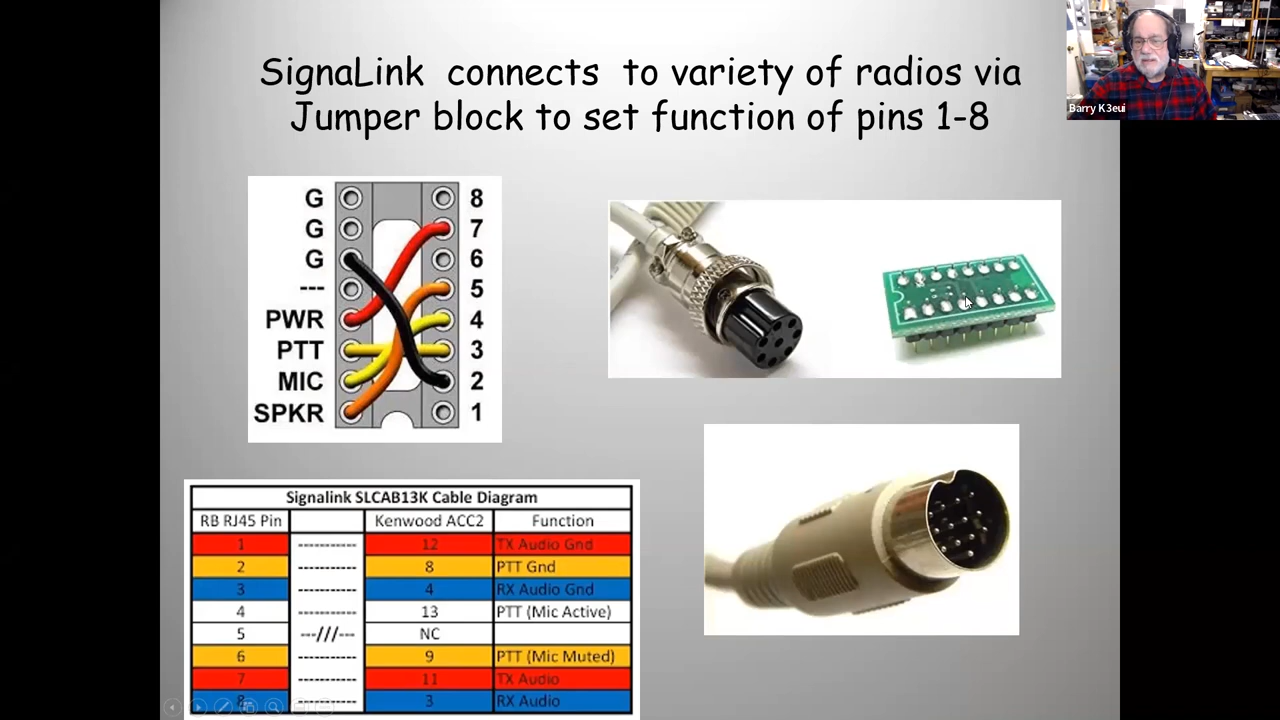 SignaLink connects to variety of radios via
Jumper block to set function of pins 1-8
Barry K3eui
G 8
G 7
G 6
--- 5
PWR 4
PTT 3
MIC 2
SPKR 1
Signalink SLCAB13K Cable Diagram
RB RJ45 Pin Kenwood ACC2 Function
1 ----------- 12 TX Audio Gnd
2 ----------- 8 PTT Gnd
3 ----------- 4 RX Audio Gnd
4 ----------- 13 PTT (Mic Active)
5 ---///--- NC
6 ----------- 9 PTT (Mic Muted)
7 ----------- 11 TX Audio
8 ----------- 3 RX Audio